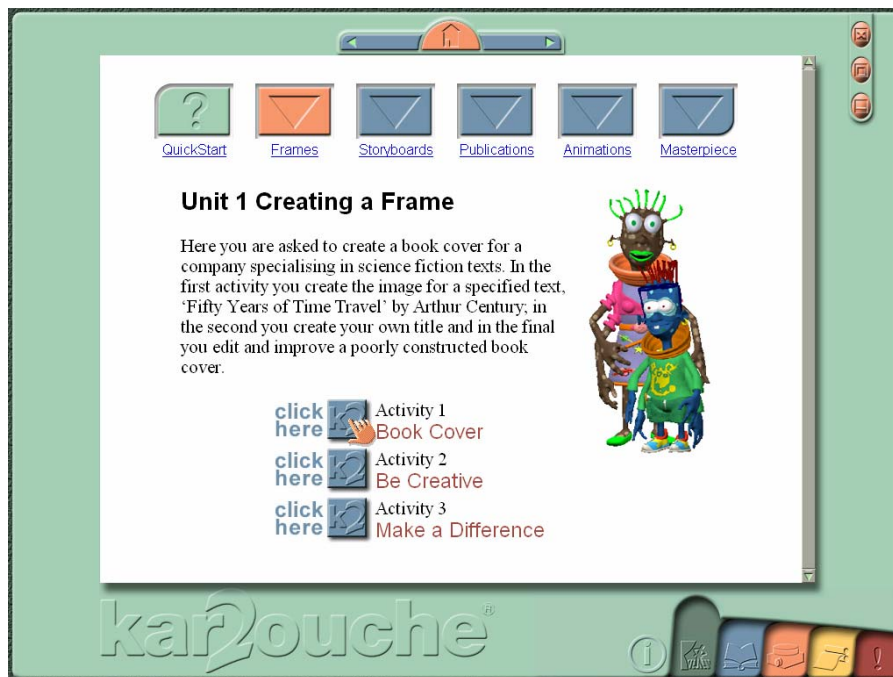 QuickStart Frames Storyboards Publications Animations Masterpiece
Unit 1 Creating a Frame
Here you are asked to create a book cover for a
company specialising in science fiction texts. In the
first activity you create the image for a specified text,
‘Fifty Years of Time Travel’ by Arthur Century; in
the second you create your own title and in the final
you edit and improve a poorly constructed book
cover.
click here k2 Activity 1
Book Cover
click here k2 Activity 2
Be Creative
click here k2 Activity 3
Make a Difference
kar2ouche®